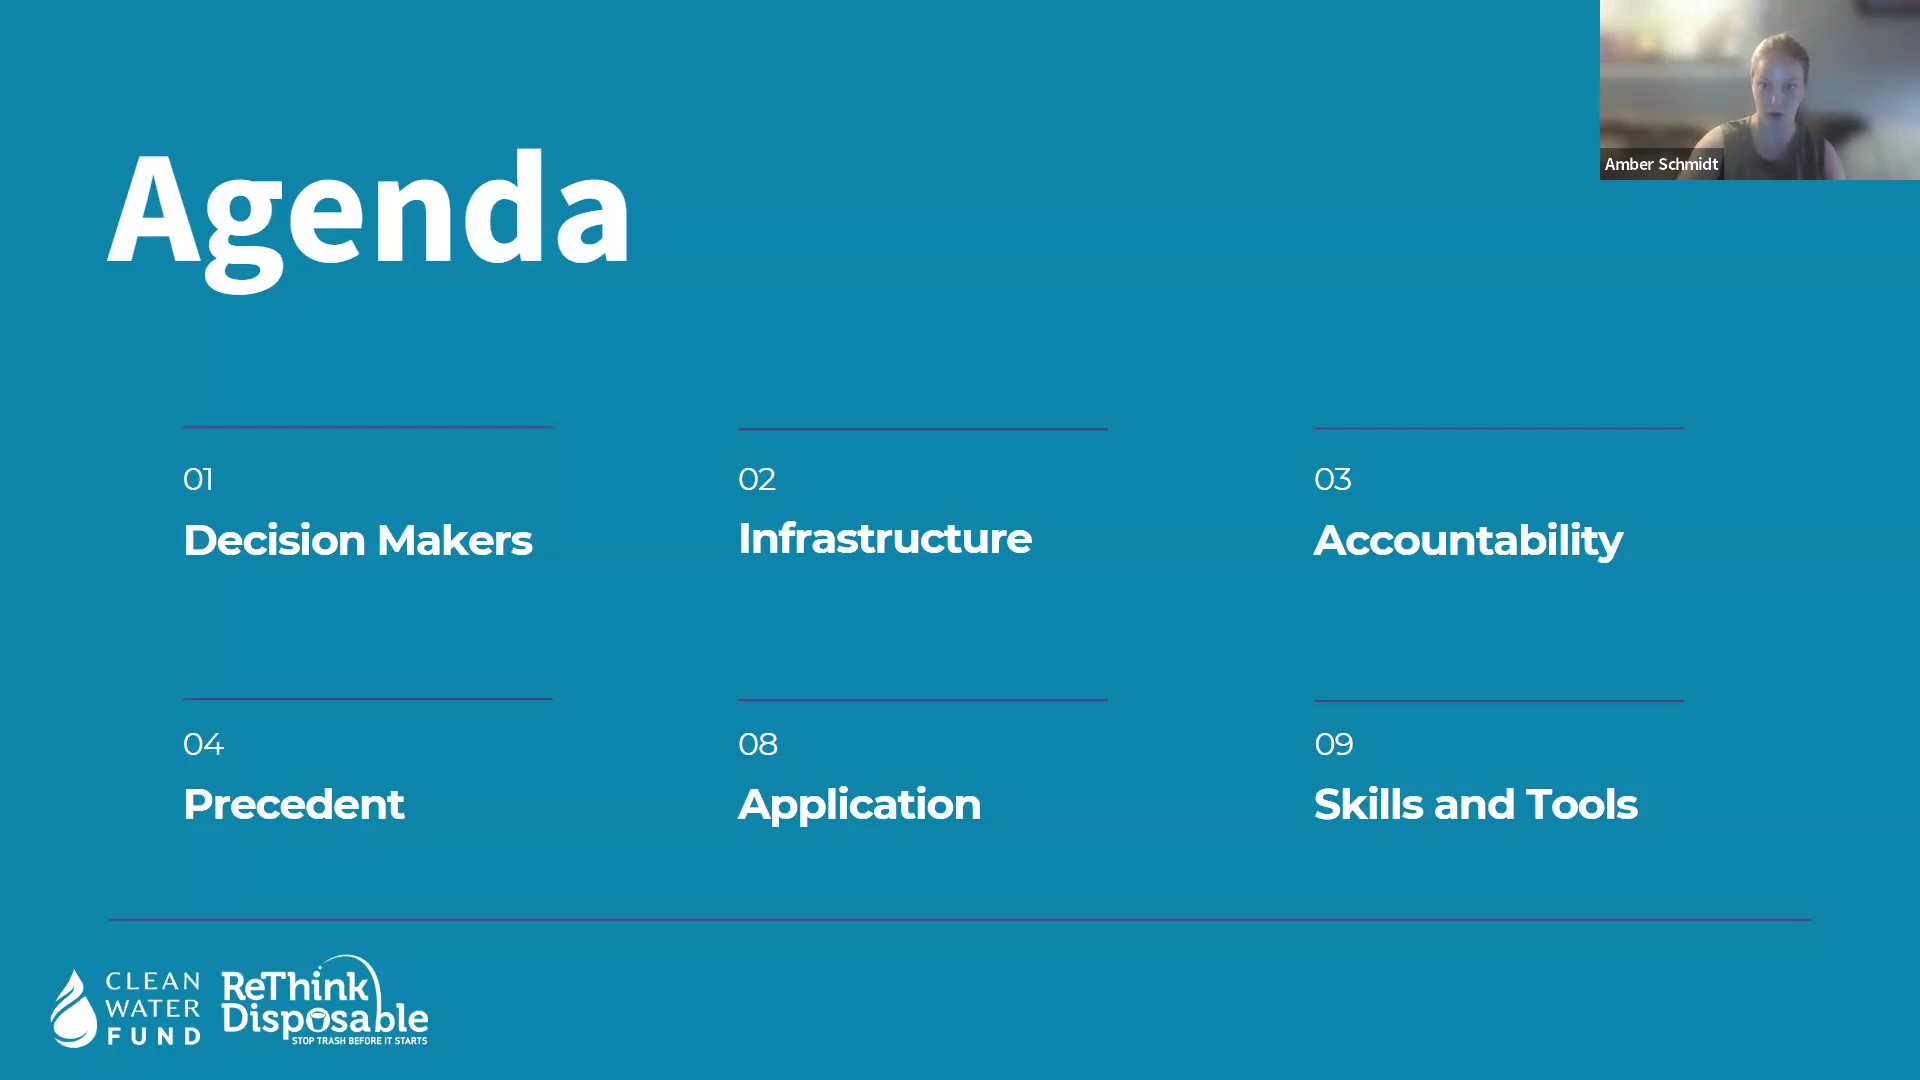 Amber Schmidt
Agenda
01
Decision Makers
02
Infrastructure
03
Accountability
04
Precedent
08
Application
09
Skills and Tools
CLEAN
WATER
FUND
ReThink
Disposable
STOP TRASH BEFORE IT STARTS